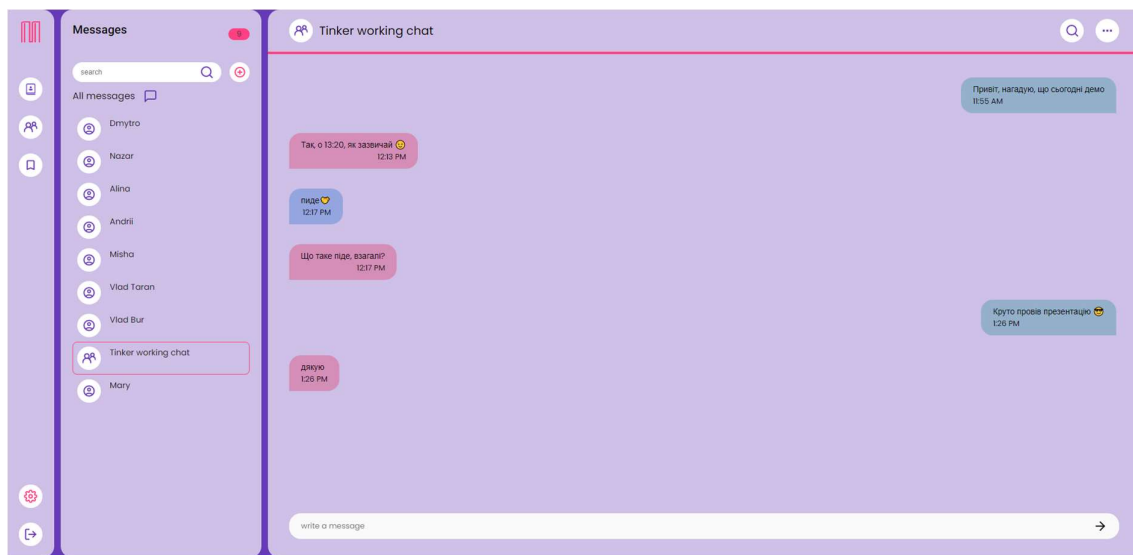 Messages
9
search
All messages
Dmytro
Nazar
Alina
Andrii
Misha
Vlad Taran
Vlad Bur
Tinker working chat
Mary
Tinker working chat
Привіт, нагадую, що сьогодні демо
11:55 AM
Так, о 13:20, як зазвичай
12:13 PM
пиде
12:17 PM
Що таке піде, взагалі?
12:17 PM
Круто провів презентацію 😎
1:26 PM
дякую
1:26 PM
write a message